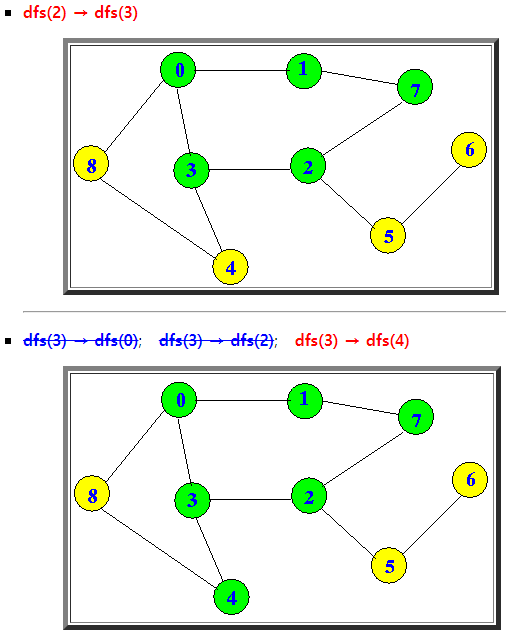 dfs(2) → dfs(3)
0 1 7
8 3 2 6
4 5
dfs(3) → dfs(0); dfs(3) → dfs(2); dfs(3) → dfs(4)
0 1 7
8 3 2 6
4 5